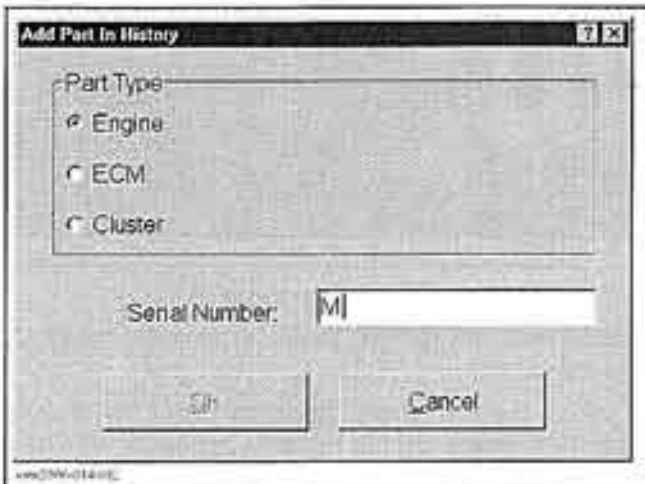 Add Part In History
Part Type
Engine
ECM
Cluster
Serial Number:
M
Cancel